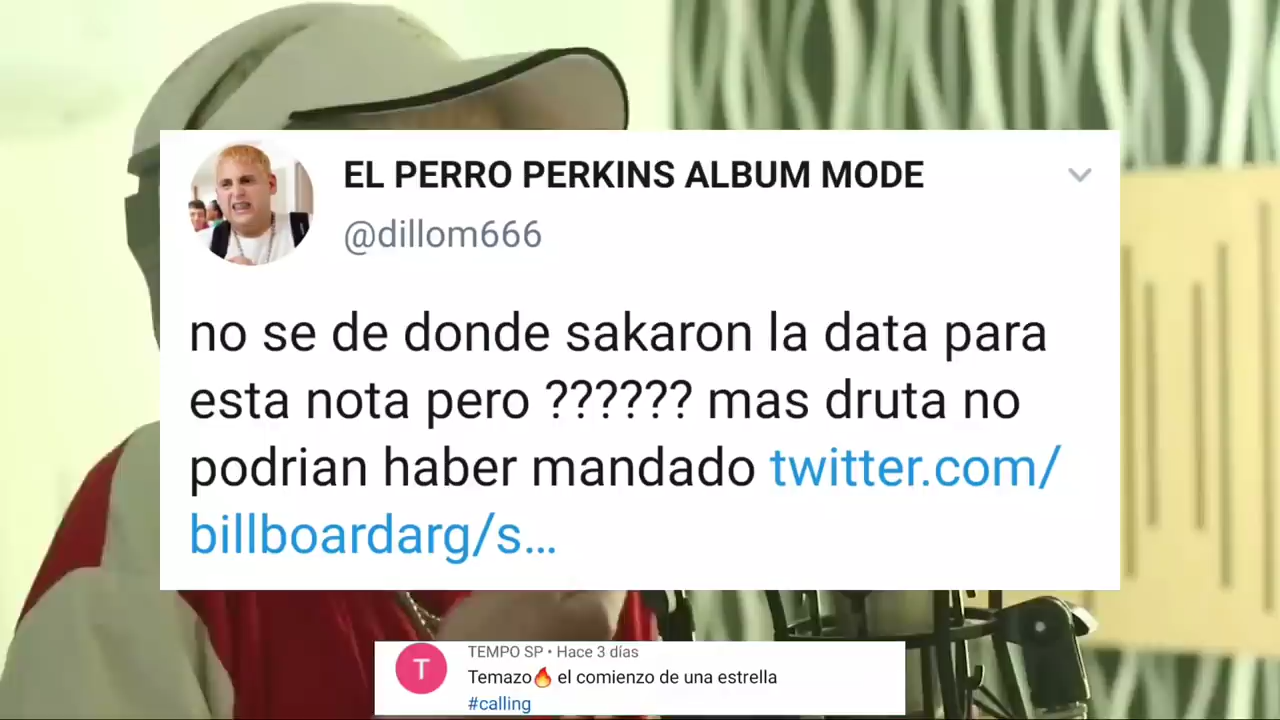 EL PERRO PERKINS ALBUM MODE
@dillom666
no se de donde sakaron la data para
esta nota pero ?????? mas druta no
podrian haber mandado twitter.com/
billboardarg/s...
T
TEMPO SP • Hace 3 días
Temazo🔥 el comienzo de una estrella
#calling